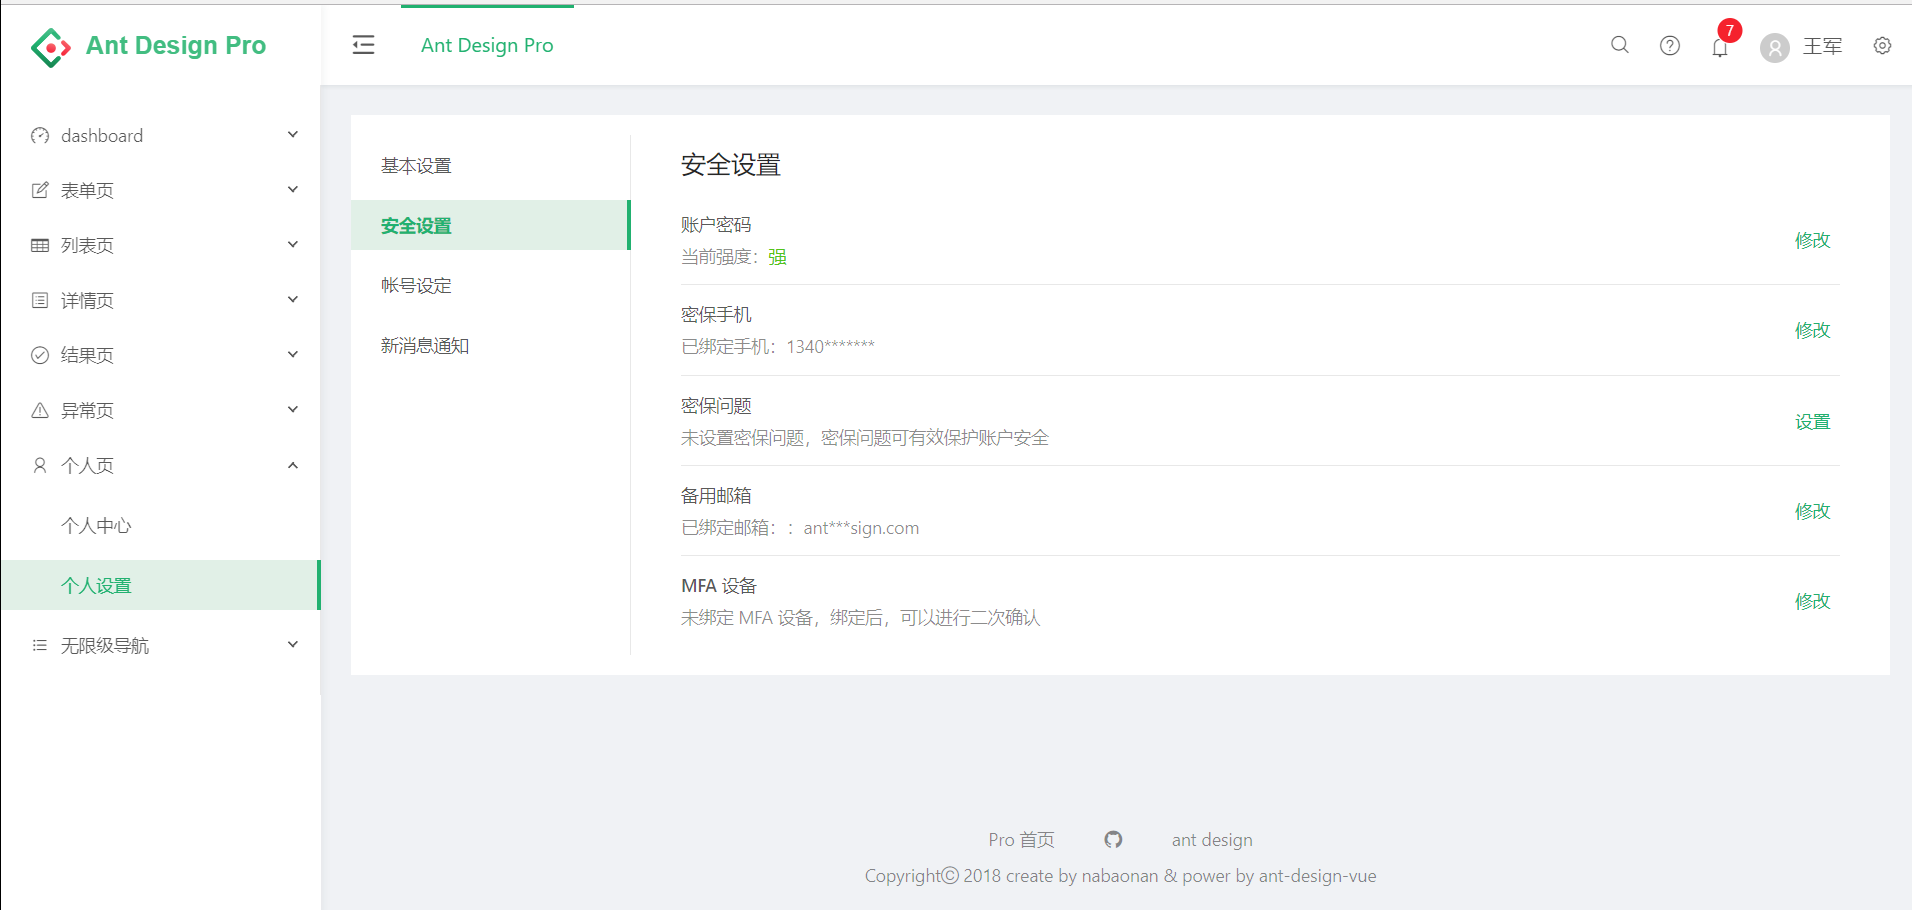 Ant Design Pro
Ant Design Pro
7
王军
dashboard
表单页
列表页
详情页
结果页
异常页
个人页
个人中心
个人设置
无限级导航
基本设置
安全设置
帐号设定
新消息通知
安全设置
账户密码
当前强度：强
修改
密保手机
已绑定手机：1340*******
修改
密保问题
未设置密保问题，密保问题可有效保护账户安全
设置
备用邮箱
已绑定邮箱：：ant***sign.com
修改
MFA 设备
未绑定 MFA 设备，绑定后，可以进行二次确认
修改
Pro 首页
ant design
Copyright© 2018 create by nabaonan & power by ant-design-vue